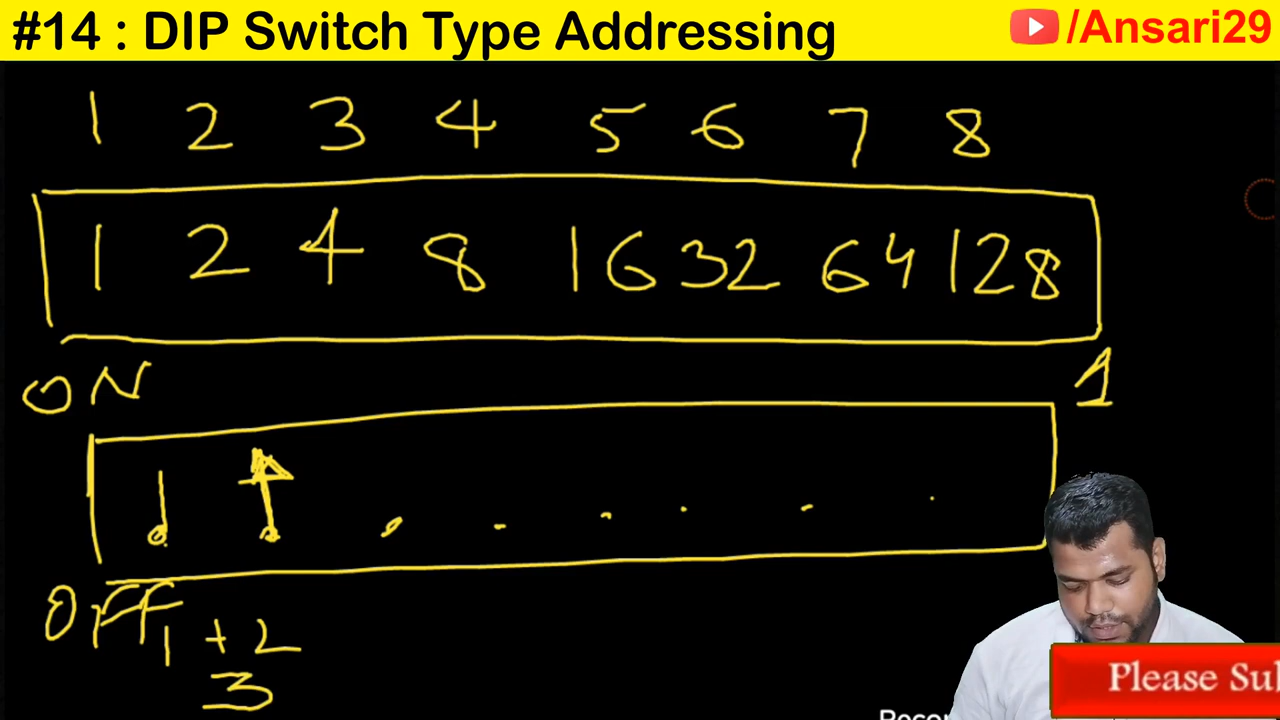 #14 : DIP Switch Type Addressing
/Ansari29
1 2 3 4 5 6 7 8
1 2 4 8 16 32 64 128
ON
1
OFF
1 + 2
3
Please Su